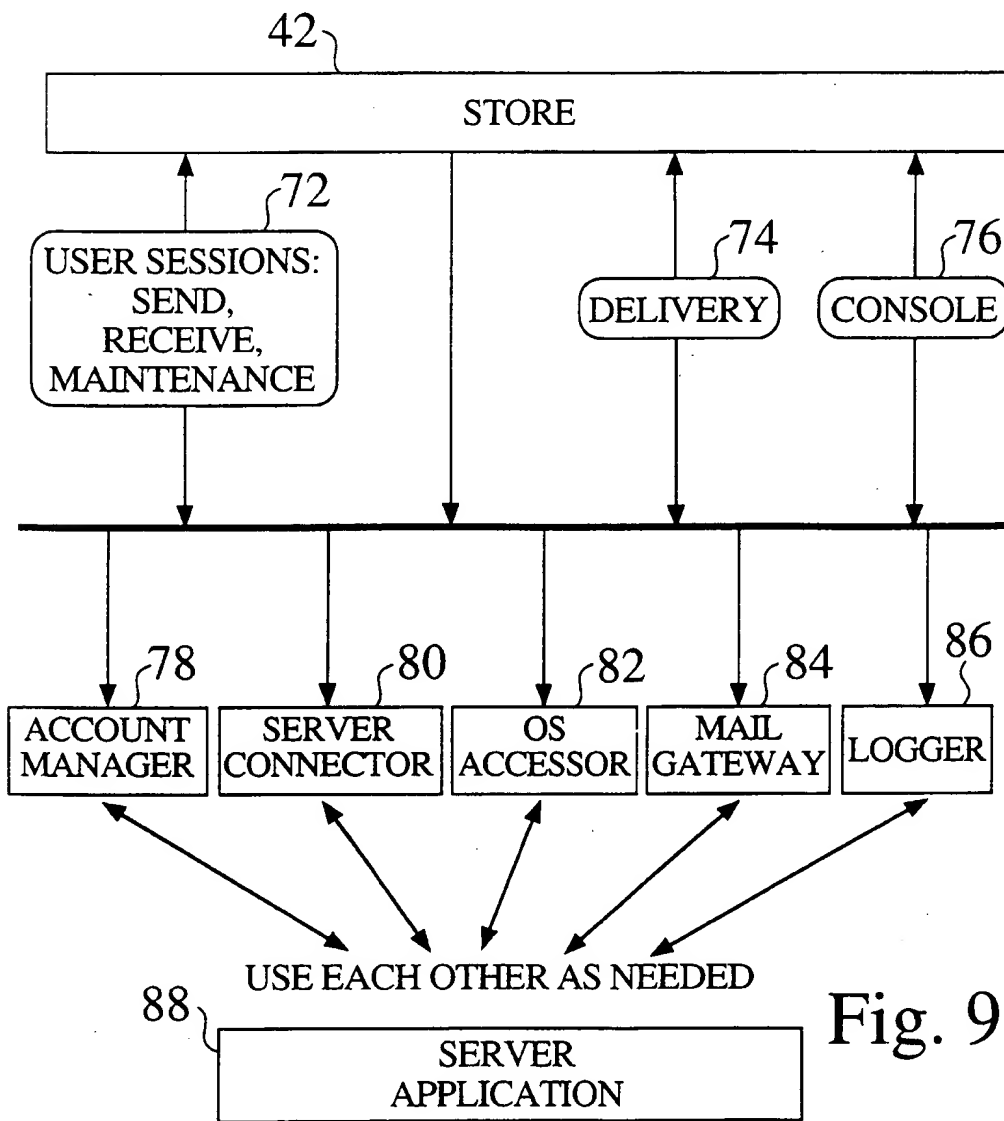 42
STORE
72
USER SESSIONS:
SEND,
RECEIVE,
MAINTENANCE
74
DELIVERY
76
CONSOLE
78
ACCOUNT
MANAGER
80
SERVER
CONNECTOR
82
OS
ACCESSOR
84
MAIL
GATEWAY
86
LOGGER
USE EACH OTHER AS NEEDED
88
SERVER
APPLICATION
Fig. 9